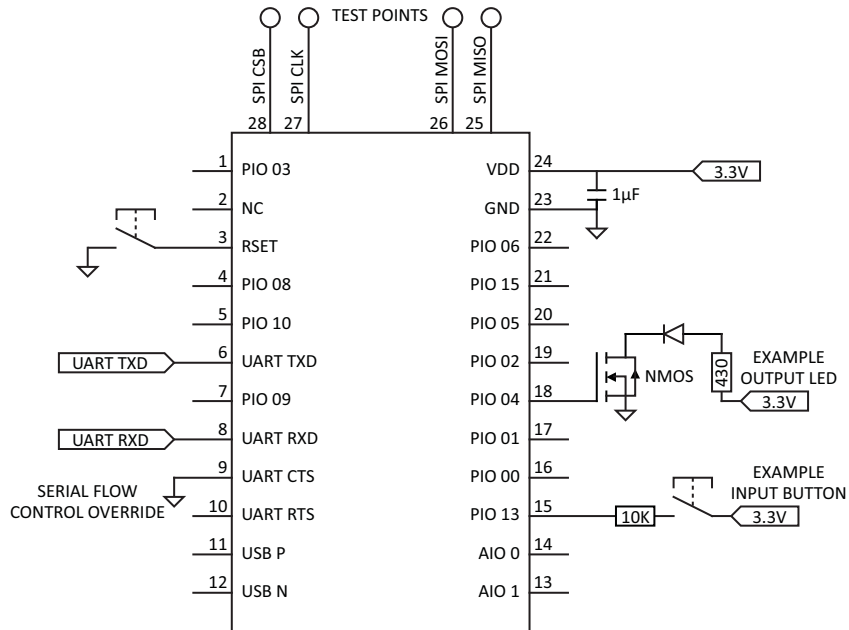 TEST POINTS
SPI CSB
SPI CLK
SPI MOSI
SPI MISO
28
27
26
25
1 PIO 03
2 NC
3 RSET
4 PIO 08
5 PIO 10
UART TXD 6 UART TXD
7 PIO 09
UART RXD 8 UART RXD
9 UART CTS
SERIAL FLOW
CONTROL OVERRIDE
10 UART RTS
11 USB P
12 USB N
VDD 24 3.3V
1µF
GND 23
PIO 06 22
PIO 15 21
PIO 05 20
PIO 02 19
PIO 04 18
NMOS
430
EXAMPLE
OUTPUT LED
3.3V
PIO 01 17
PIO 00 16
EXAMPLE
INPUT BUTTON
PIO 13 15 10K 3.3V
AIO 0 14
AIO 1 13